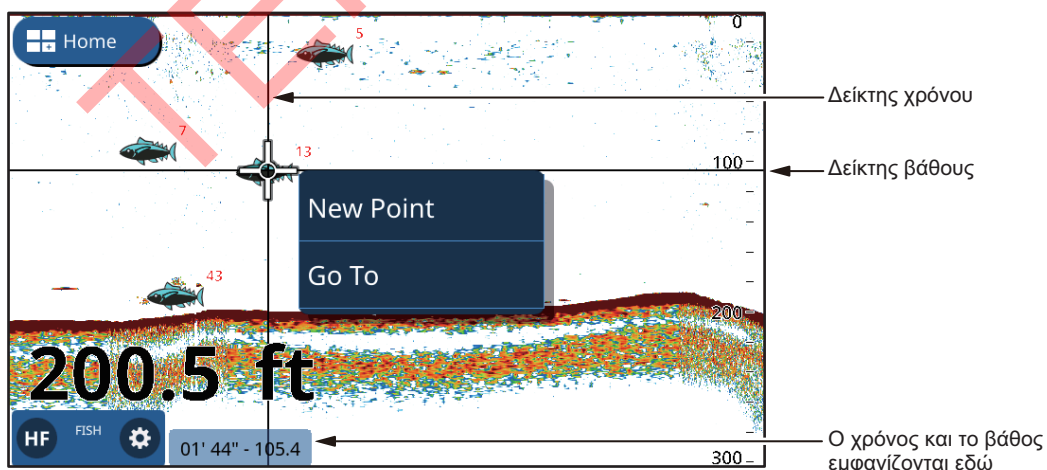 Home
0
5
Δείκτης χρόνου
7
13
100
Δείκτης βάθους
New Point
Go To
43
200
200.5 ft
HF
FISH
01' 44" - 105.4
300
Ο χρόνος και το βάθος
εμφανίζονται εδώ